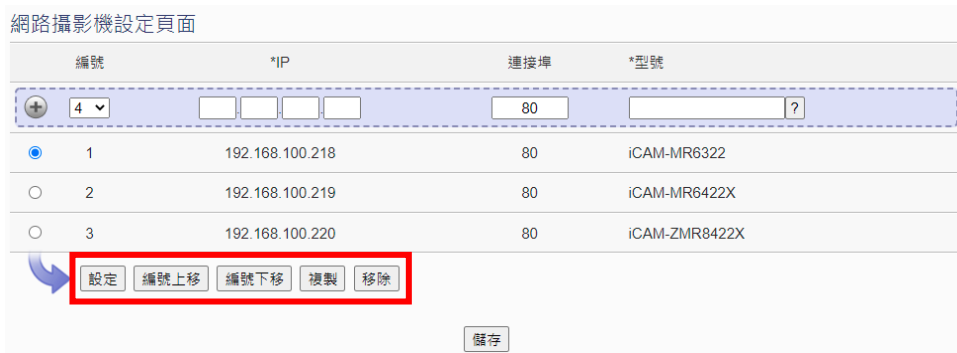 網路攝影機設定頁面
編號 *IP 連接埠 *型號
4 . . . 80 ?
1 192.168.100.218 80 iCAM-MR6322
2 192.168.100.219 80 iCAM-MR6422X
3 192.168.100.220 80 iCAM-ZMR8422X
設定 編號上移 編號下移 複製 移除
儲存